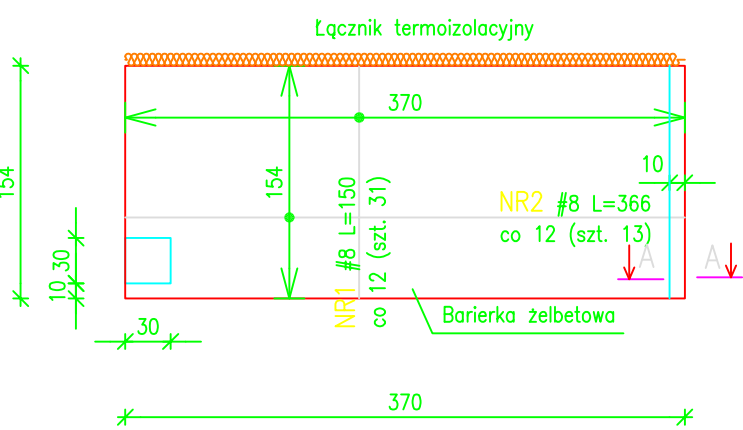 Łącznik termoizolacyjny
370
154
154
10
NR1 #8 L=150
co 12 (szt. 31)
NR2 #8 L=366
co 12 (szt. 13)
A A
10 30
30
Barierka żelbetowa
370